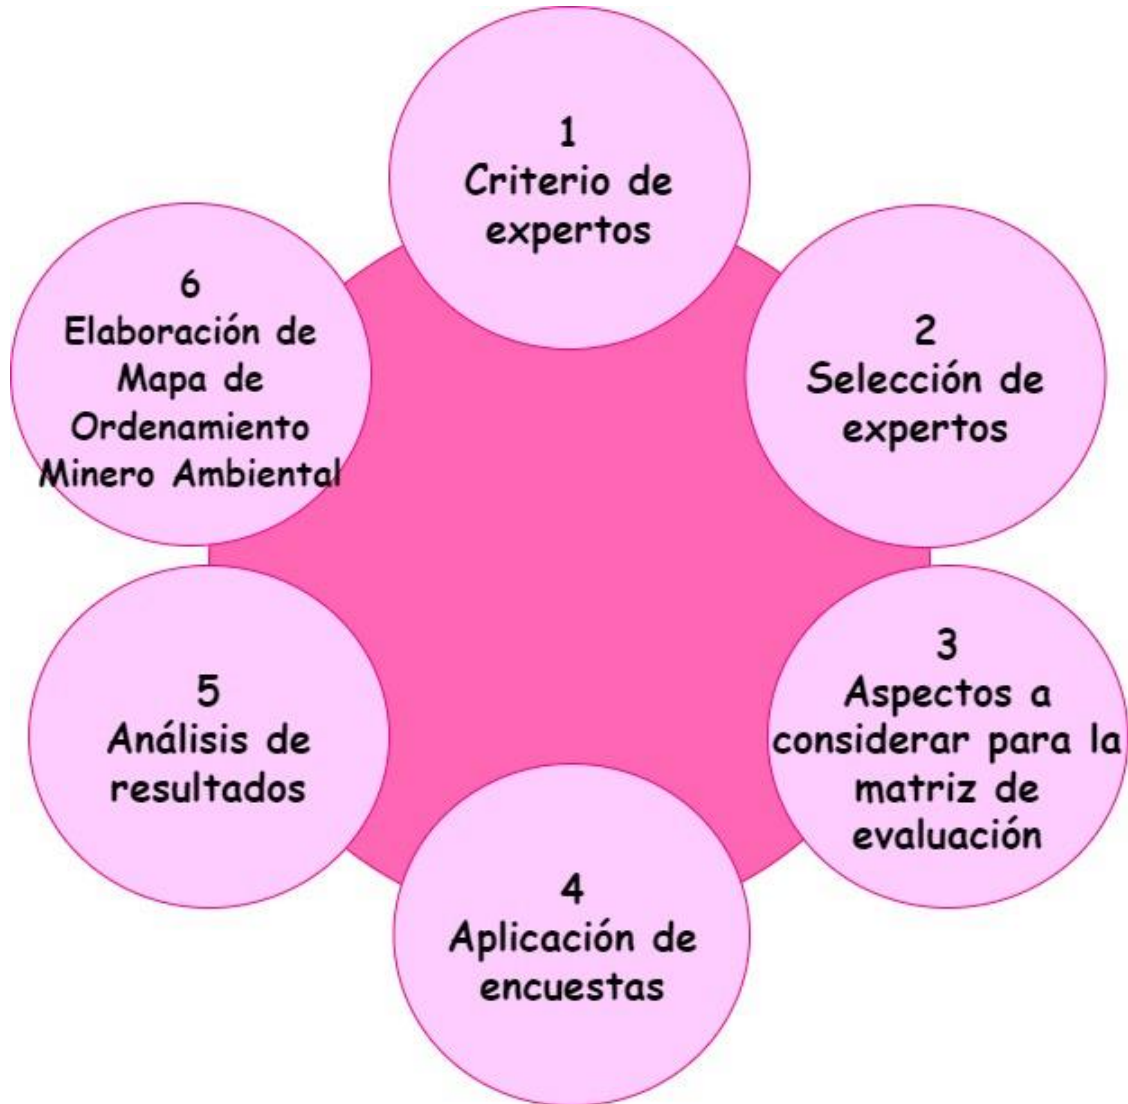 1
Criterio de
expertos
2
Selección de
expertos
3
Aspectos a
considerar para la
matriz de
evaluación
4
Aplicación de
encuestas
5
Análisis de
resultados
6
Elaboración de
Mapa de
Ordenamiento
Minero Ambiental